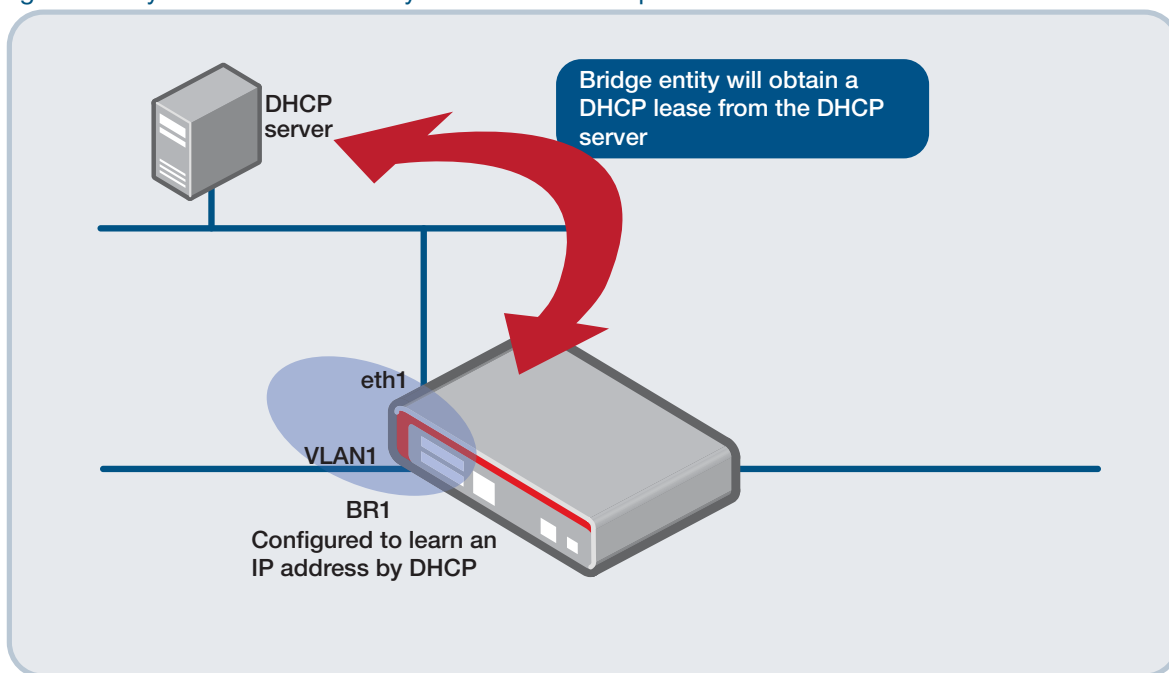 DHCP
server
Bridge entity will obtain a
DHCP lease from the DHCP
server
eth1
VLAN1
BR1
Configured to learn an
IP address by DHCP